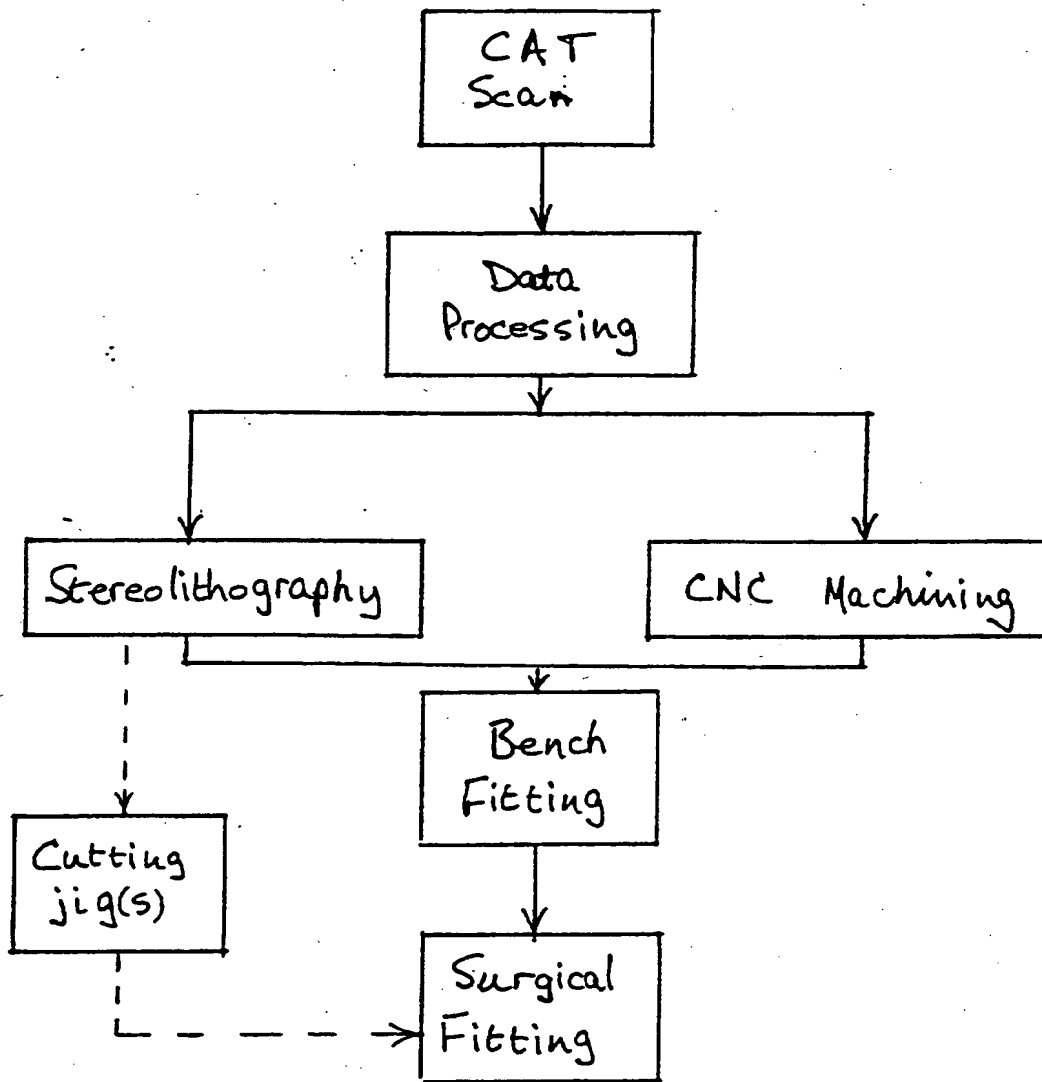 CAT
Scan
Data
Processing
Stereolithography
CNC Machining
Bench
Fitting
Cutting
jig(s)
Surgical
Fitting